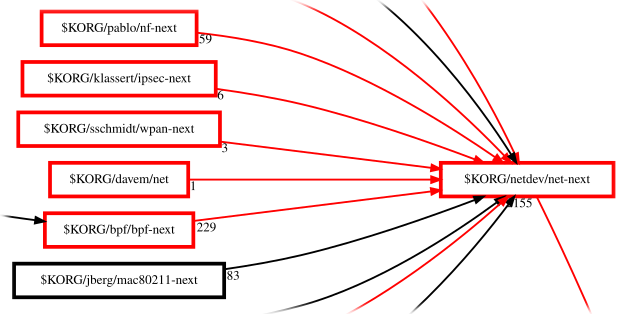 $KORG/pablo/nf-next
59
$KORG/klassert/ipsec-next
6
$KORG/sschmidt/wpan-next
3
$KORG/davem/net
1
$KORG/netdev/net-next
155
$KORG/bpf/bpf-next
229
$KORG/jberg/mac80211-next
83